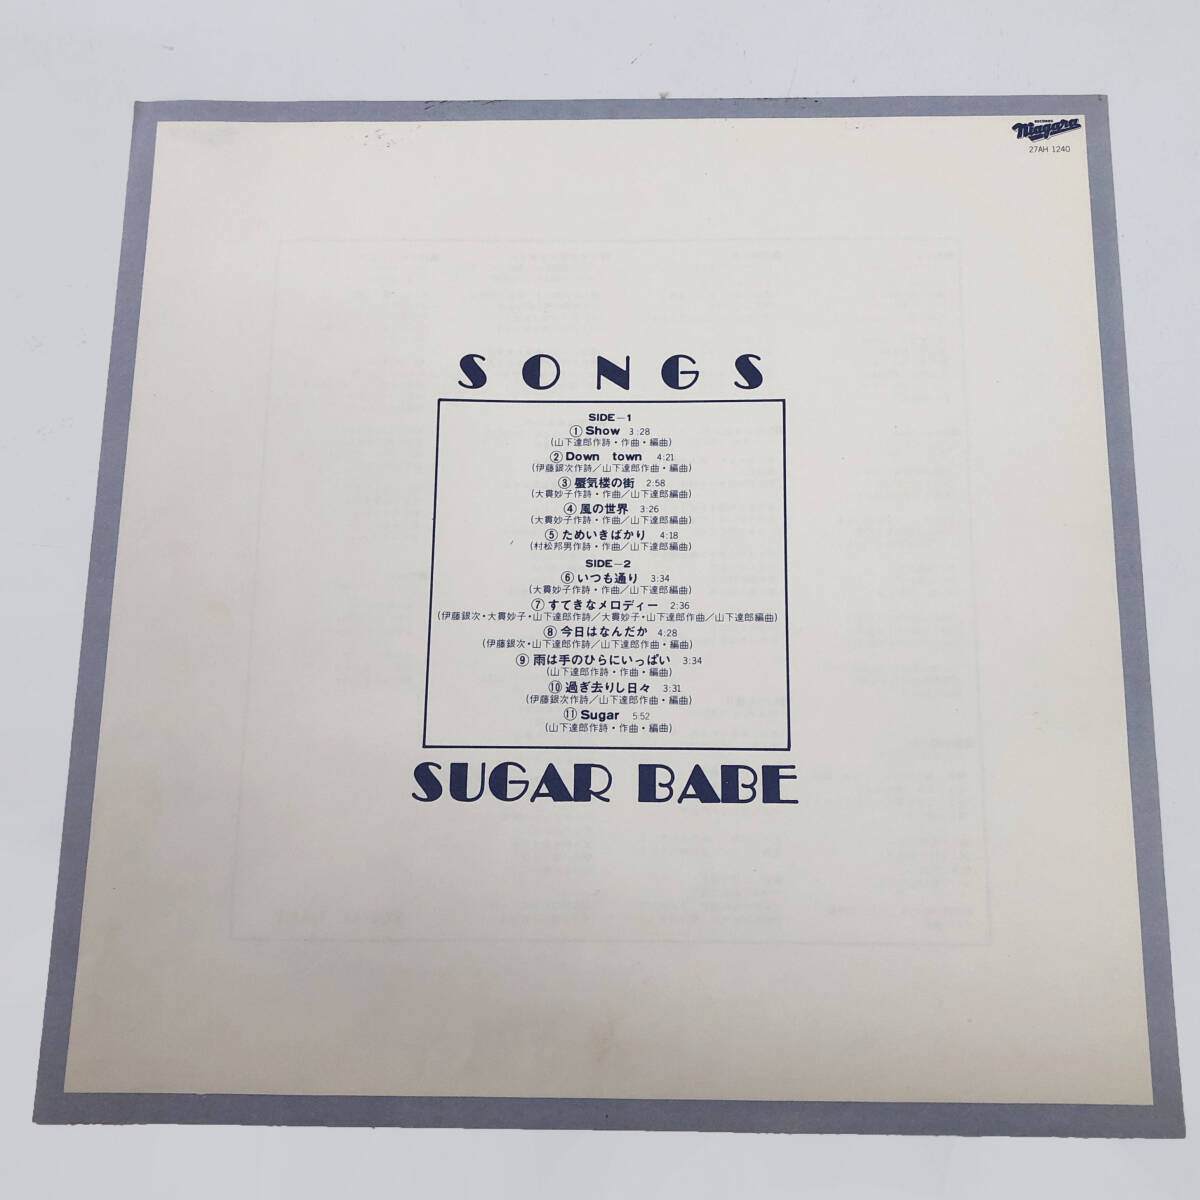 RECORDS
Niagara
27AH 1240
SONGS
SIDE-1
① Show 3:28
(山下達郎作詩・作曲・編曲)
② Down town 4:21
(伊藤銀次作詩/山下達郎作曲・編曲)
③ 蜃気楼の街 2:58
(大貫妙子作詩・作曲/山下達郎編曲)
④ 風の世界 3:26
(大貫妙子作詩・作曲/山下達郎編曲)
⑤ ためいきばかり 4:18
(村松邦男作詩・作曲/山下達郎編曲)
SIDE-2
⑥ いつも通り 3:34
(大貫妙子作詩・作曲/山下達郎編曲)
⑦ すてきなメロディー 2:36
(伊藤銀次・大貫妙子・山下達郎作詩/大貫妙子・山下達郎作曲/山下達郎編曲)
⑧ 今日はなんだか 4:28
(伊藤銀次・山下達郎作詩/山下達郎作曲・編曲)
⑨ 雨は手のひらにいっぱい 3:34
(山下達郎作詩・作曲・編曲)
⑩ 過ぎ去りし日々 3:31
(伊藤銀次作詩/山下達郎作曲・編曲)
⑪ Sugar 5:52
(山下達郎作詩・作曲・編曲)
SUGAR BABE